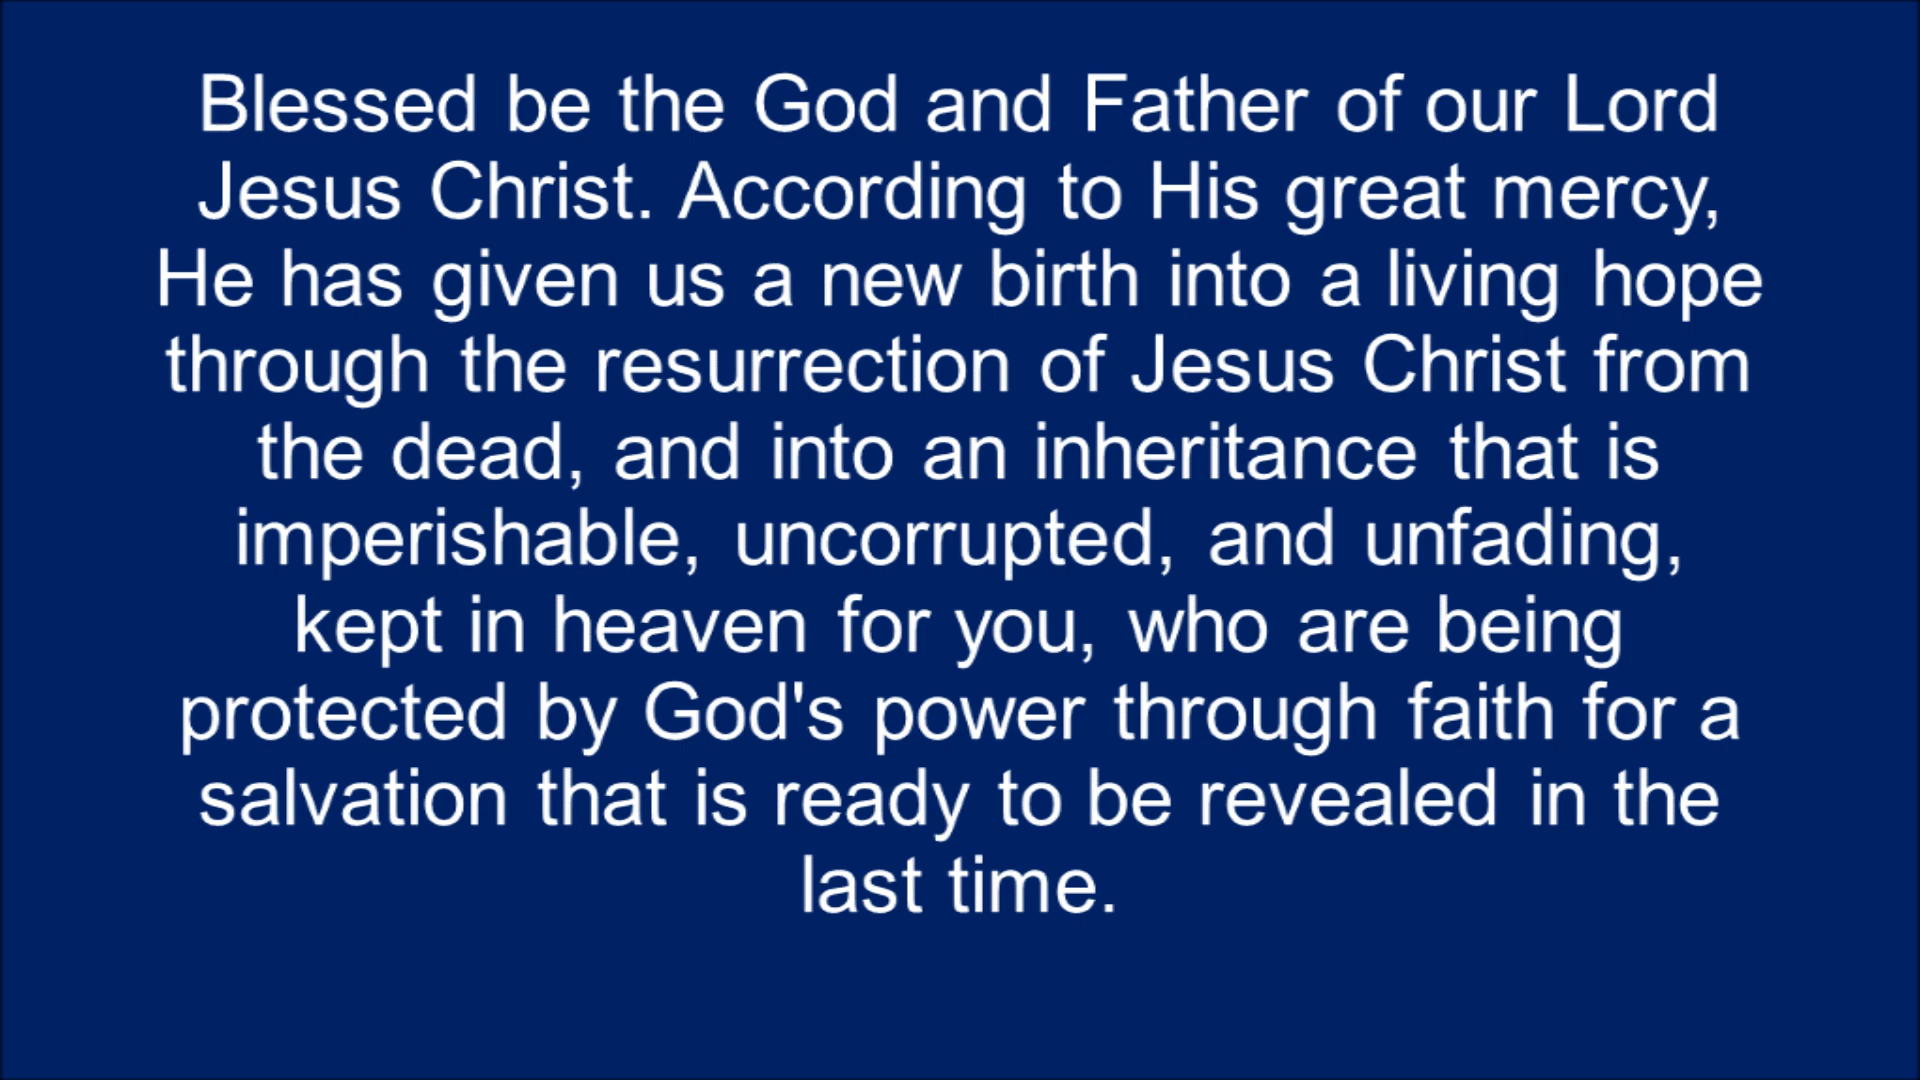 Blessed be the God and Father of our Lord
Jesus Christ. According to His great mercy,
He has given us a new birth into a living hope
through the resurrection of Jesus Christ from
the dead, and into an inheritance that is
imperishable, uncorrupted, and unfading,
kept in heaven for you, who are being
protected by God's power through faith for a
salvation that is ready to be revealed in the
last time.